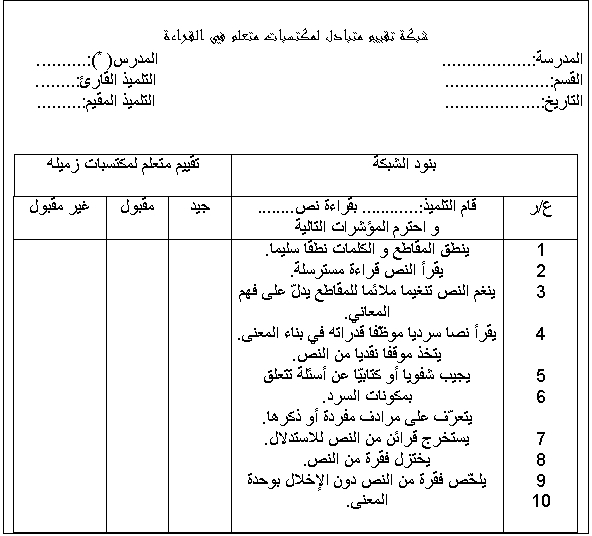 شبكة تقييم متبادل لمكتسبات متعلم في القراءة
المدرسة:................... المدرس(*):..........
القسم:..................... التلميذ القارئ:........
التاريخ:.................... التلميذ المقيم:.........
بنود الشبكة تقييم متعلم لمكتسبات زميله
ع/ر قام التلميذ:............ بقراءة نص........ جيد مقبول غير مقبول
و احترم المؤشرات التالية
1 ينطق المقاطع و الكلمات نطقا سليما.
2 يقرأ النص قراءة مسترسلة.
3 ينغم النص تنغيما ملائما للمقاطع يدلّ على فهم
المعاني.
4 يقرأ نصا سرديا موظّفا قدراته في بناء المعنى.
يتخذ موقفا نقديا من النص.
5 يجيب شفويا أو كتابيّا عن أسئلة تتعلق
6 بمكونات السرد.
يتعرّف على مرادف مفردة أو ذكرها.
7 يستخرج قرائن من النص للاستدلال.
8 يختزل فقرة من النص.
9 يلخّص فقرة من النص دون الإخلال بوحدة
10 المعنى.